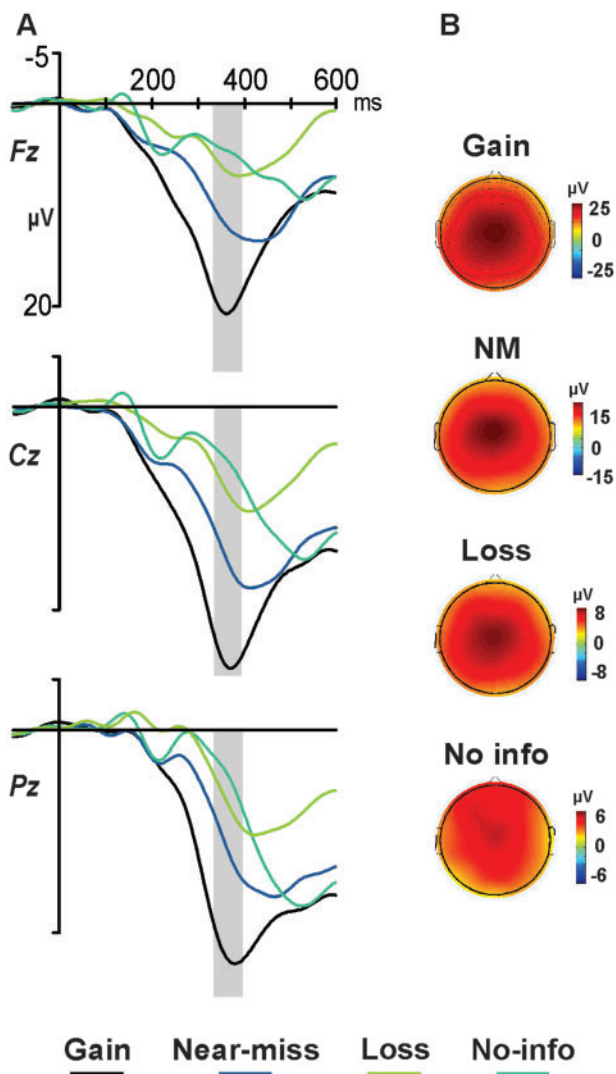 A
-5
200 400 600
ms
Fz
µV
20
Cz
Pz
B
Gain
µV
25
0
-25
NM
µV
15
0
-15
Loss
µV
8
0
-8
No info
µV
6
0
-6
Gain Near-miss Loss No-info